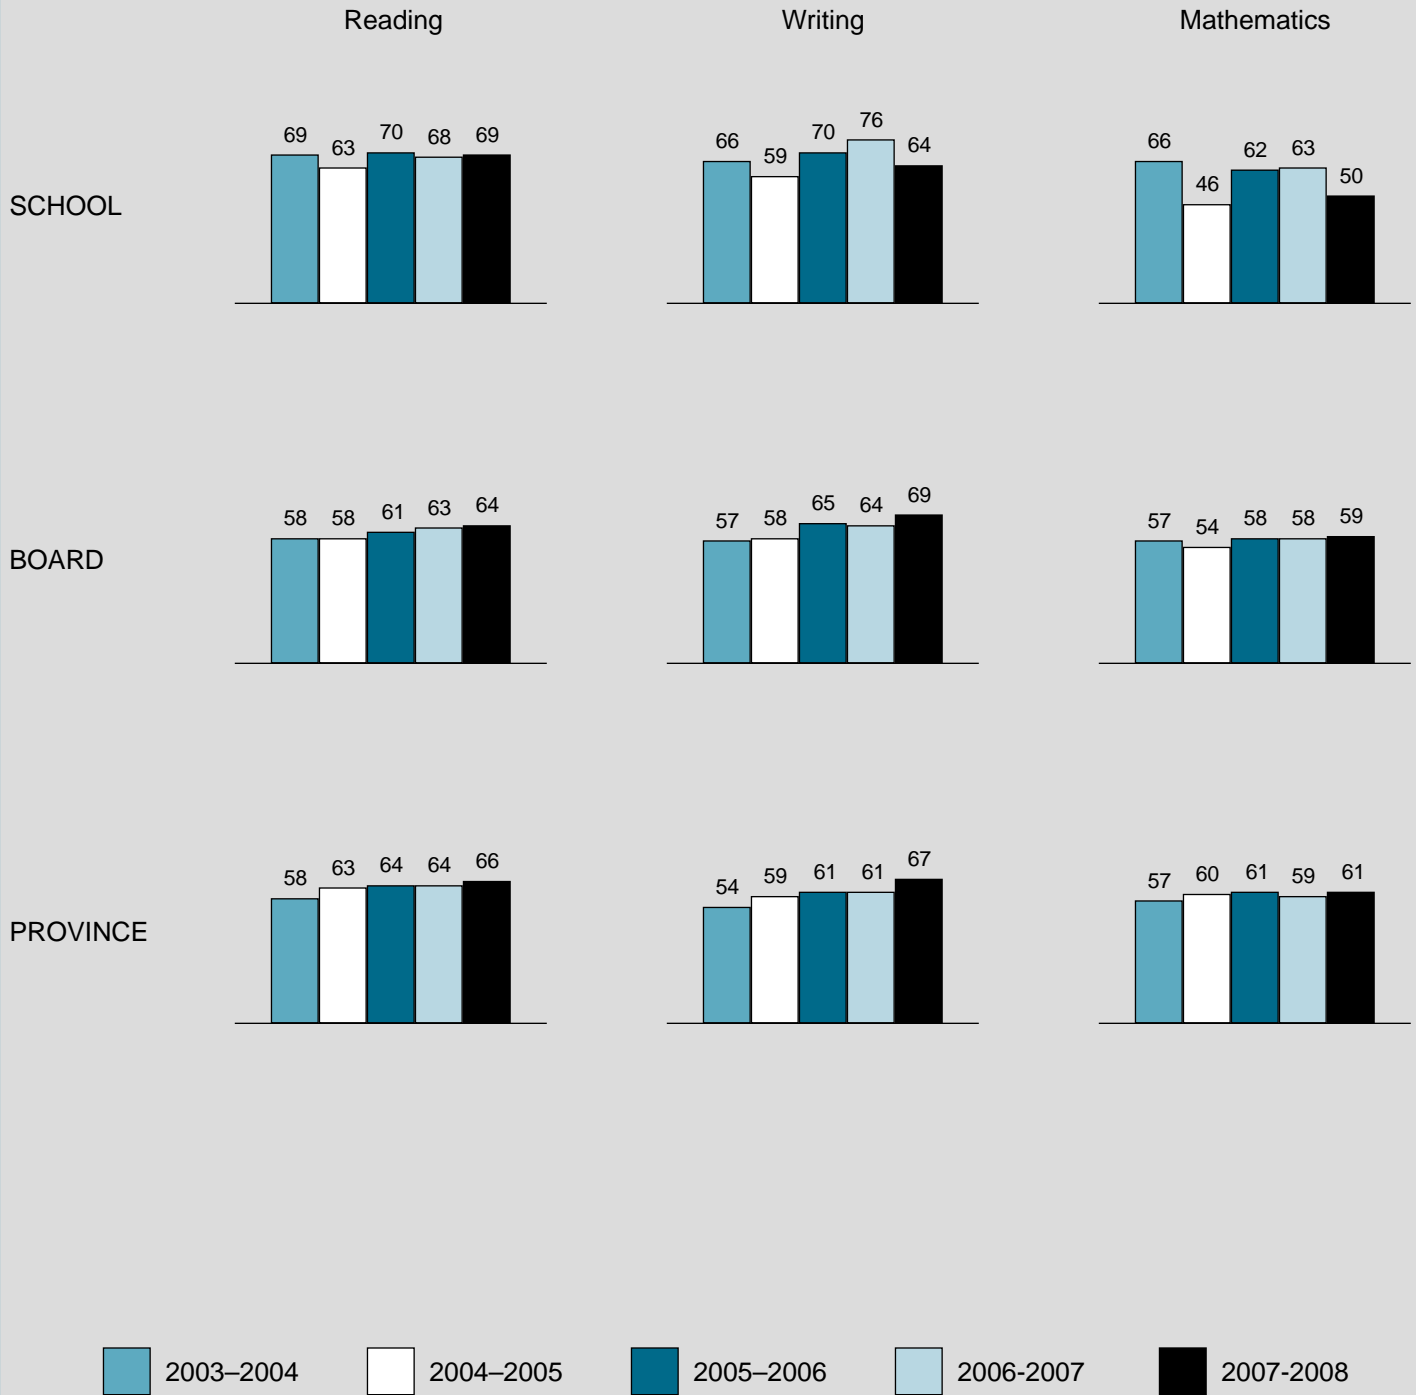 Reading Writing Mathematics
SCHOOL
69 63 70 68 69
66 59 70 76 64
66 46 62 63 50
BOARD
58 58 61 63 64
57 58 65 64 69
57 54 58 58 59
PROVINCE
58 63 64 64 66
54 59 61 61 67
57 60 61 59 61
2003–2004 2004–2005 2005–2006 2006-2007 2007-2008